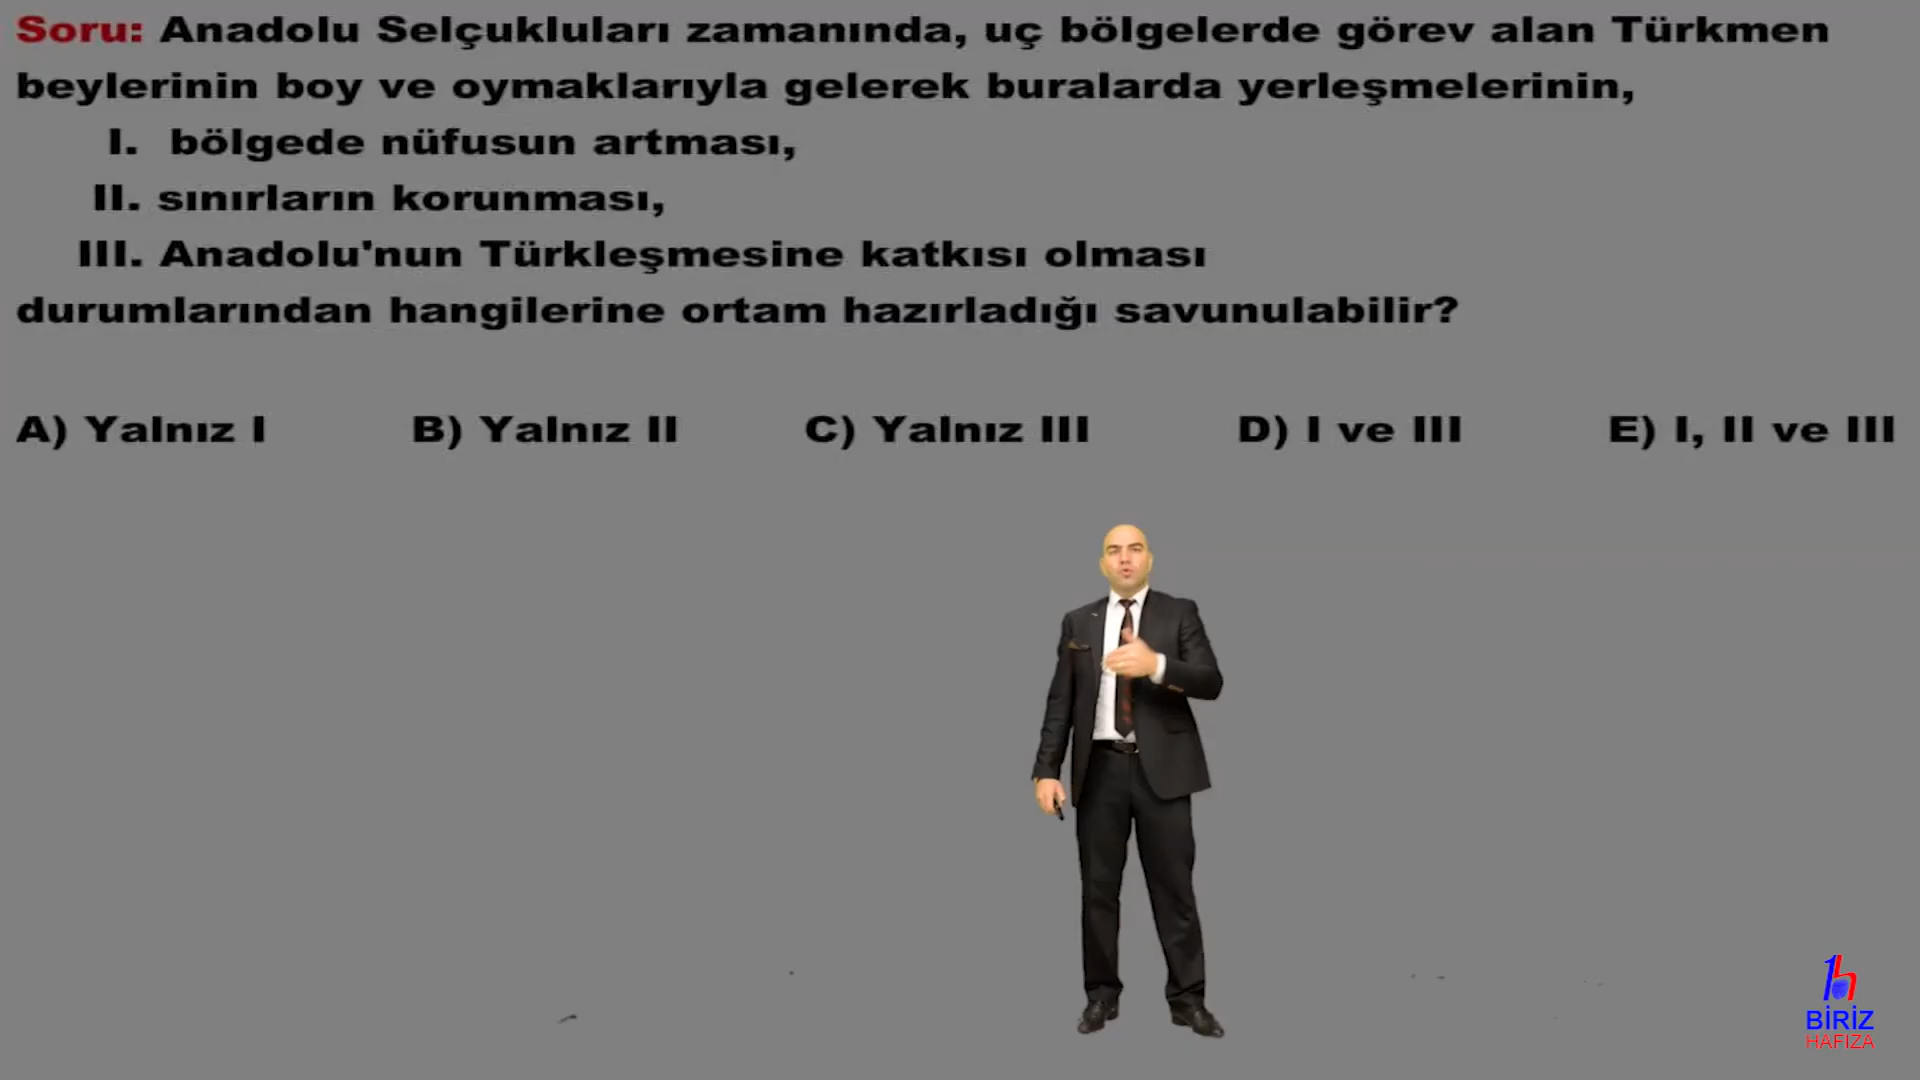 Soru: Anadolu Selçukluları zamanında, uç bölgelerde görev alan Türkmen
beylerinin boy ve oymaklarıyla gelerek buralarda yerleşmelerinin,
I. bölgede nüfusun artması,
II. sınırların korunması,
III. Anadolu'nun Türkleşmesine katkısı olması
durumlarından hangilerine ortam hazırladığı savunulabilir?
A) Yalnız I B) Yalnız II C) Yalnız III D) I ve III E) I, II ve III
BİRİZ
HAFIZA